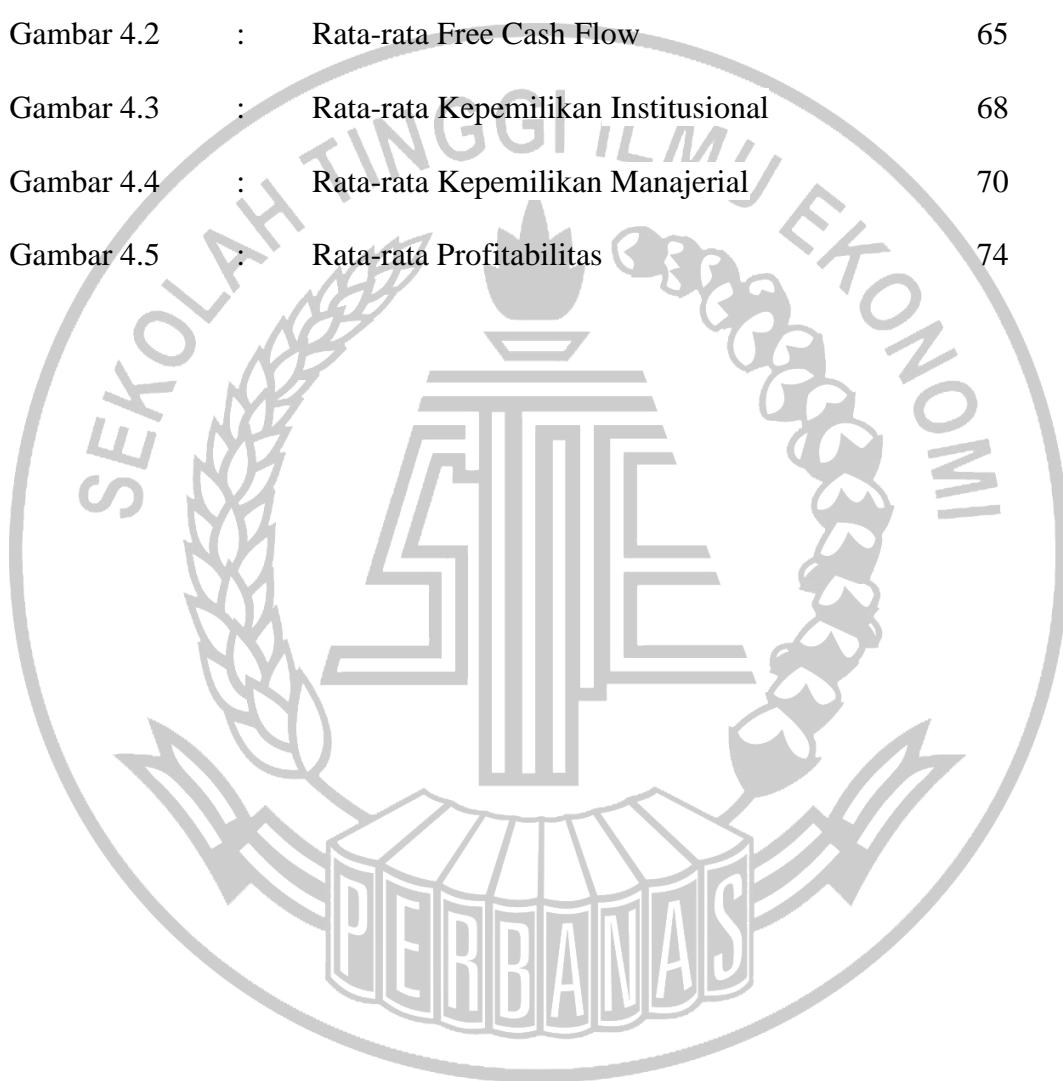 Gambar 4.2 : Rata-rata Free Cash Flow 65
Gambar 4.3 : Rata-rata Kepemilikan Institusional 68
Gambar 4.4 : Rata-rata Kepemilikan Manajerial 70
Gambar 4.5 : Rata-rata Profitabilitas 74
SEKOLAH TINGGI ILMU EKONOMI
STIE
PERBANAS